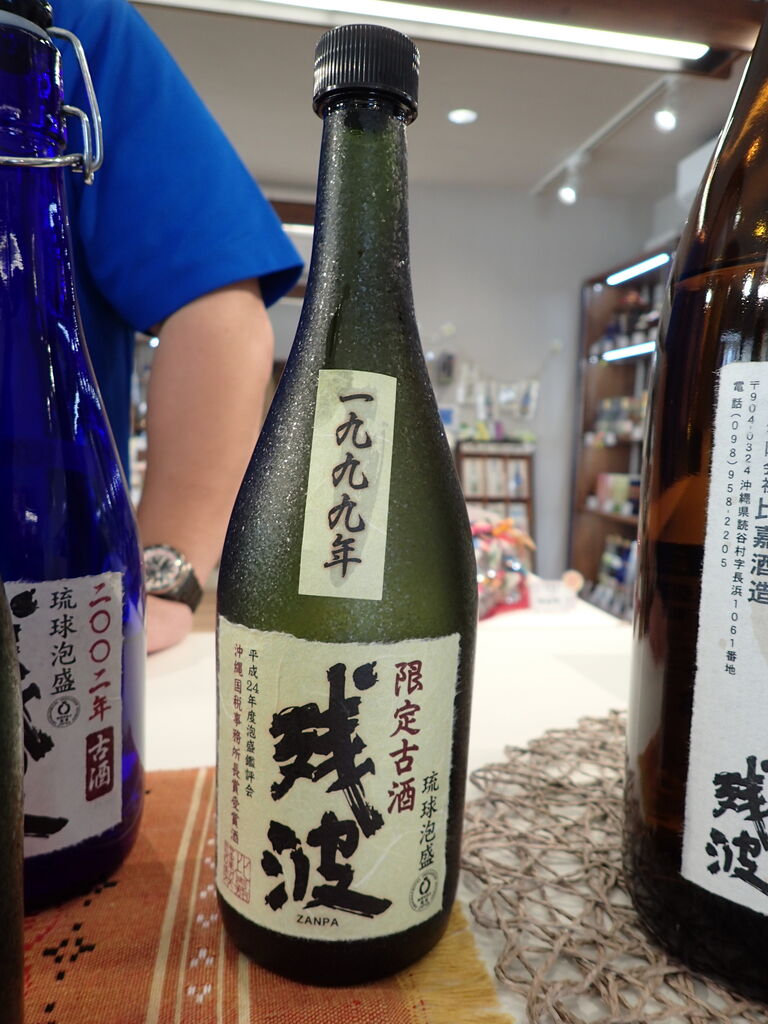 二〇〇二年
古酒
琉球泡盛
一九九九年
限定古酒
琉球泡盛
残波
ZANPA
平成24年度泡盛鑑評会
沖縄国税事務所長賞受賞酒
比嘉酒造
〒904-0324 沖縄県読谷村字長浜1061番地
電話(098)958-2205
残波